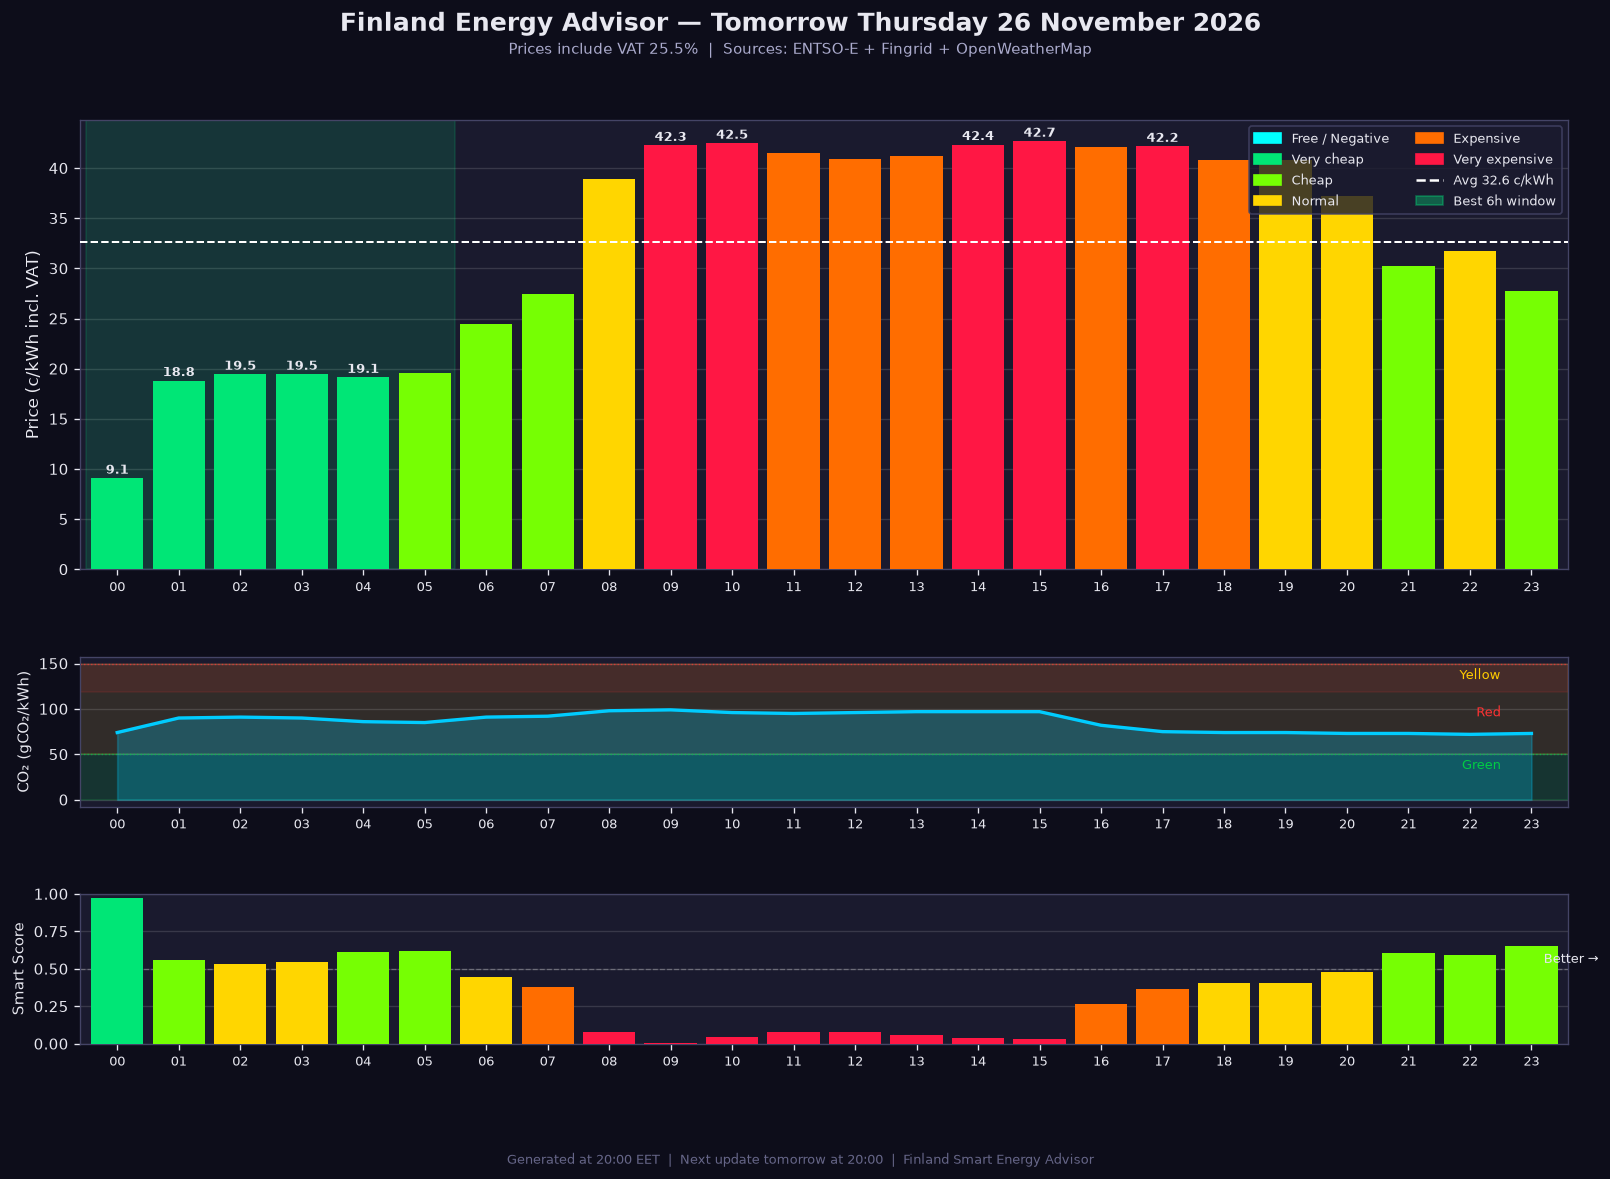 Finland Energy Advisor — Tomorrow Thursday 26 November 2026
Prices include VAT 25.5%  |  Sources: ENTSO-E + Fingrid + OpenWeatherMap
Price (c/kWh incl. VAT)
40
35
30
25
20
15
10
5
0
9.1
18.8
19.5
19.5
19.1
42.3
42.5
42.4
42.7
42.2
Free / Negative
Very cheap
Cheap
Normal
Expensive
Very expensive
Avg 32.6 c/kWh
Best 6h window
00 01 02 03 04 05 06 07 08 09 10 11 12 13 14 15 16 17 18 19 20 21 22 23
CO₂ (gCO₂/kWh)
150
100
50
0
Yellow
Red
Green
00 01 02 03 04 05 06 07 08 09 10 11 12 13 14 15 16 17 18 19 20 21 22 23
Smart Score
1.00
0.75
0.50
0.25
0.00
Better →
00 01 02 03 04 05 06 07 08 09 10 11 12 13 14 15 16 17 18 19 20 21 22 23
Generated at 20:00 EET  |  Next update tomorrow at 20:00  |  Finland Smart Energy Advisor